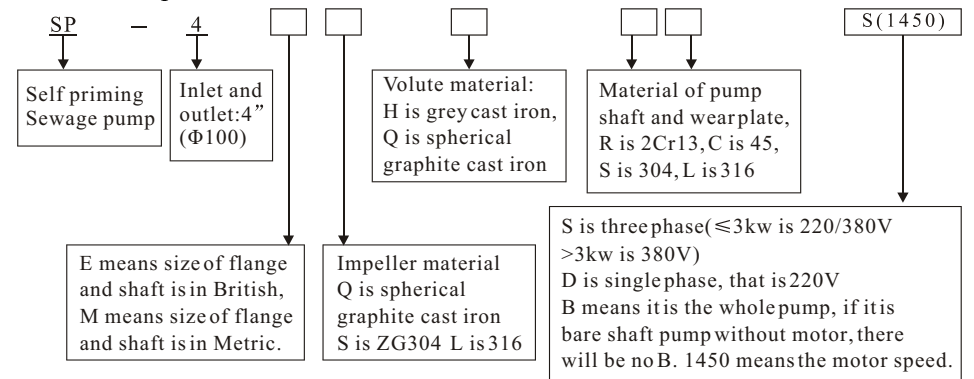 SP - 4 S(1450)
Self priming
Sewage pump
Inlet and
outlet:4”
(Φ100)
Volute material:
H is grey cast iron,
Q is spherical
graphite cast iron
Material of pump
shaft and wearplate,
R is 2Cr13, C is 45,
S is 304, L is 316
E means size of flange
and shaft is in British,
M means size of flange
and shaft is in Metric.
Impeller material
Q is spherical
graphite cast iron
S is ZG304 L is 316
S is three phase(≤3kw is 220/380V
>3kw is 380V)
D is single phase, that is 220V
B means it is the whole pump, if it is
bare shaft pump without motor, there
will be no B. 1450 means the motor speed.